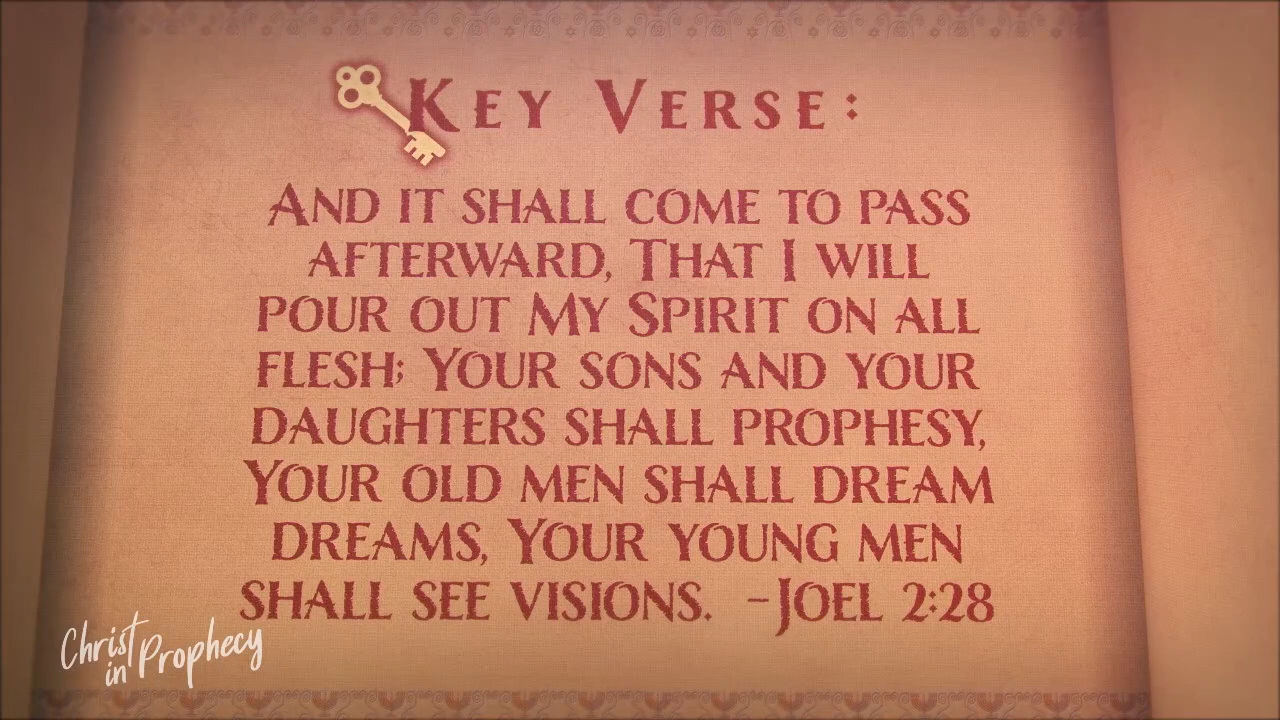 Key Verse:
And it shall come to pass
afterward, That I will
pour out My Spirit on all
flesh; Your sons and your
daughters shall prophesy,
Your old men shall dream
dreams, Your young men
shall see visions. –Joel 2:28
Christ
in Prophecy